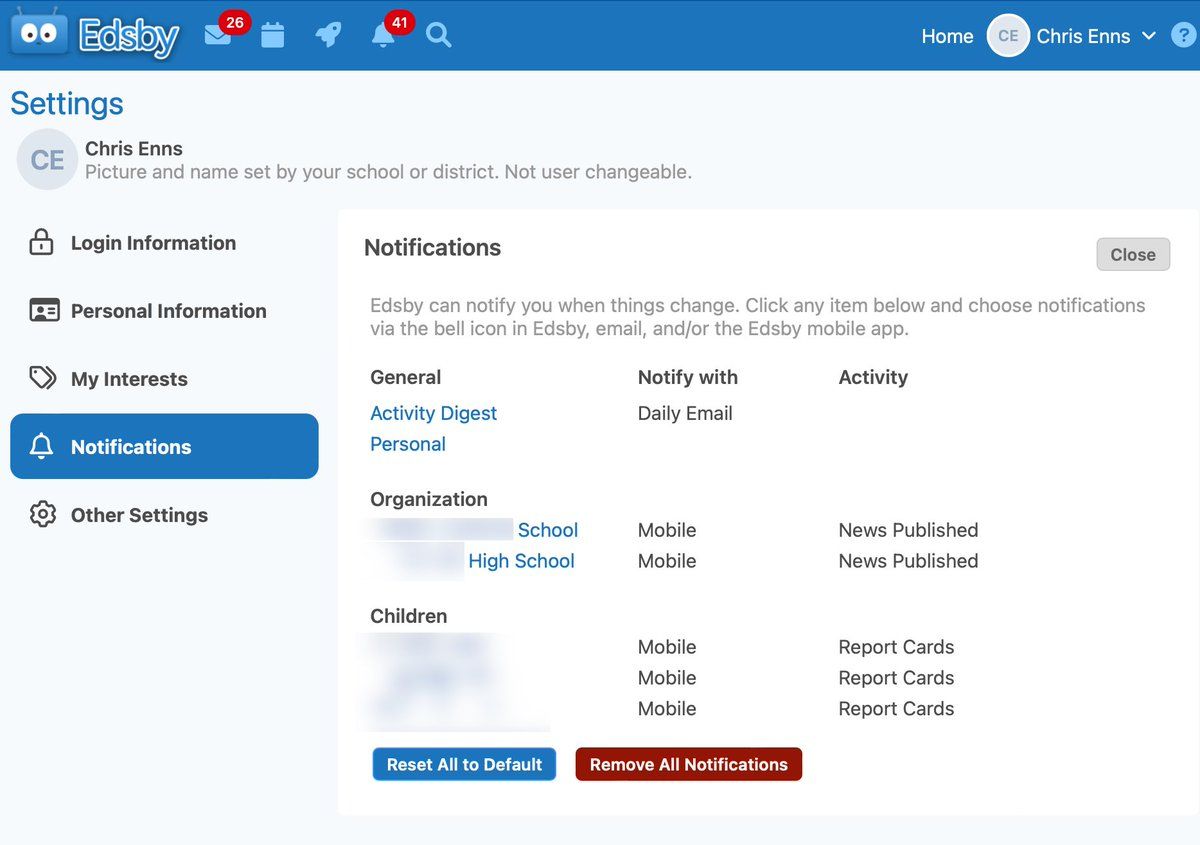 Edsby 26 41 Home CE Chris Enns ?
Settings
CE
Chris Enns
Picture and name set by your school or district. Not user changeable.
Login Information
Personal Information
My Interests
Notifications
Other Settings
Notifications
Close
Edsby can notify you when things change. Click any item below and choose notifications
via the bell icon in Edsby, email, and/or the Edsby mobile app.
General Notify with Activity
Activity Digest Daily Email
Personal
Organization
School Mobile News Published
High School Mobile News Published
Children
Mobile Report Cards
Mobile Report Cards
Mobile Report Cards
Reset All to Default Remove All Notifications